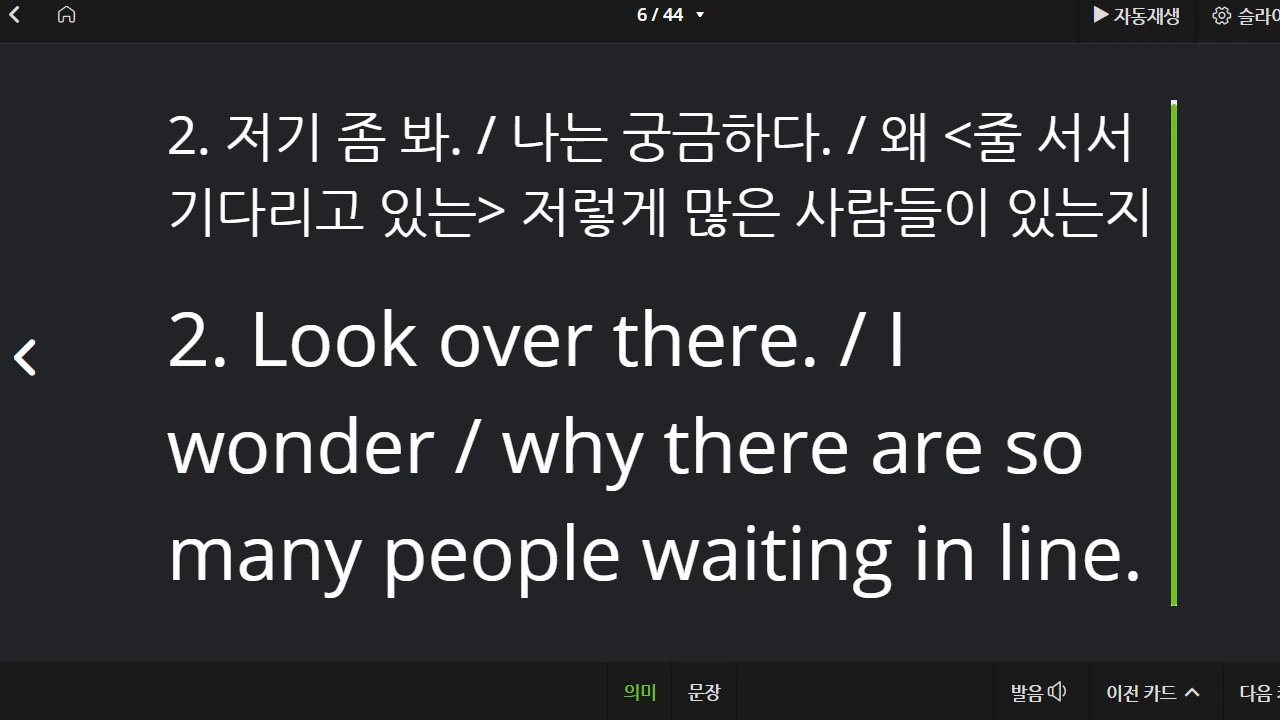 6 / 44
자동재생
2. 저기 좀 봐. / 나는 궁금하다. / 왜 <줄 서서
기다리고 있는> 저렇게 많은 사람들이 있는지
2. Look over there. / I
wonder / why there are so
many people waiting in line.
의미
문장
발음
이전 카드
다음